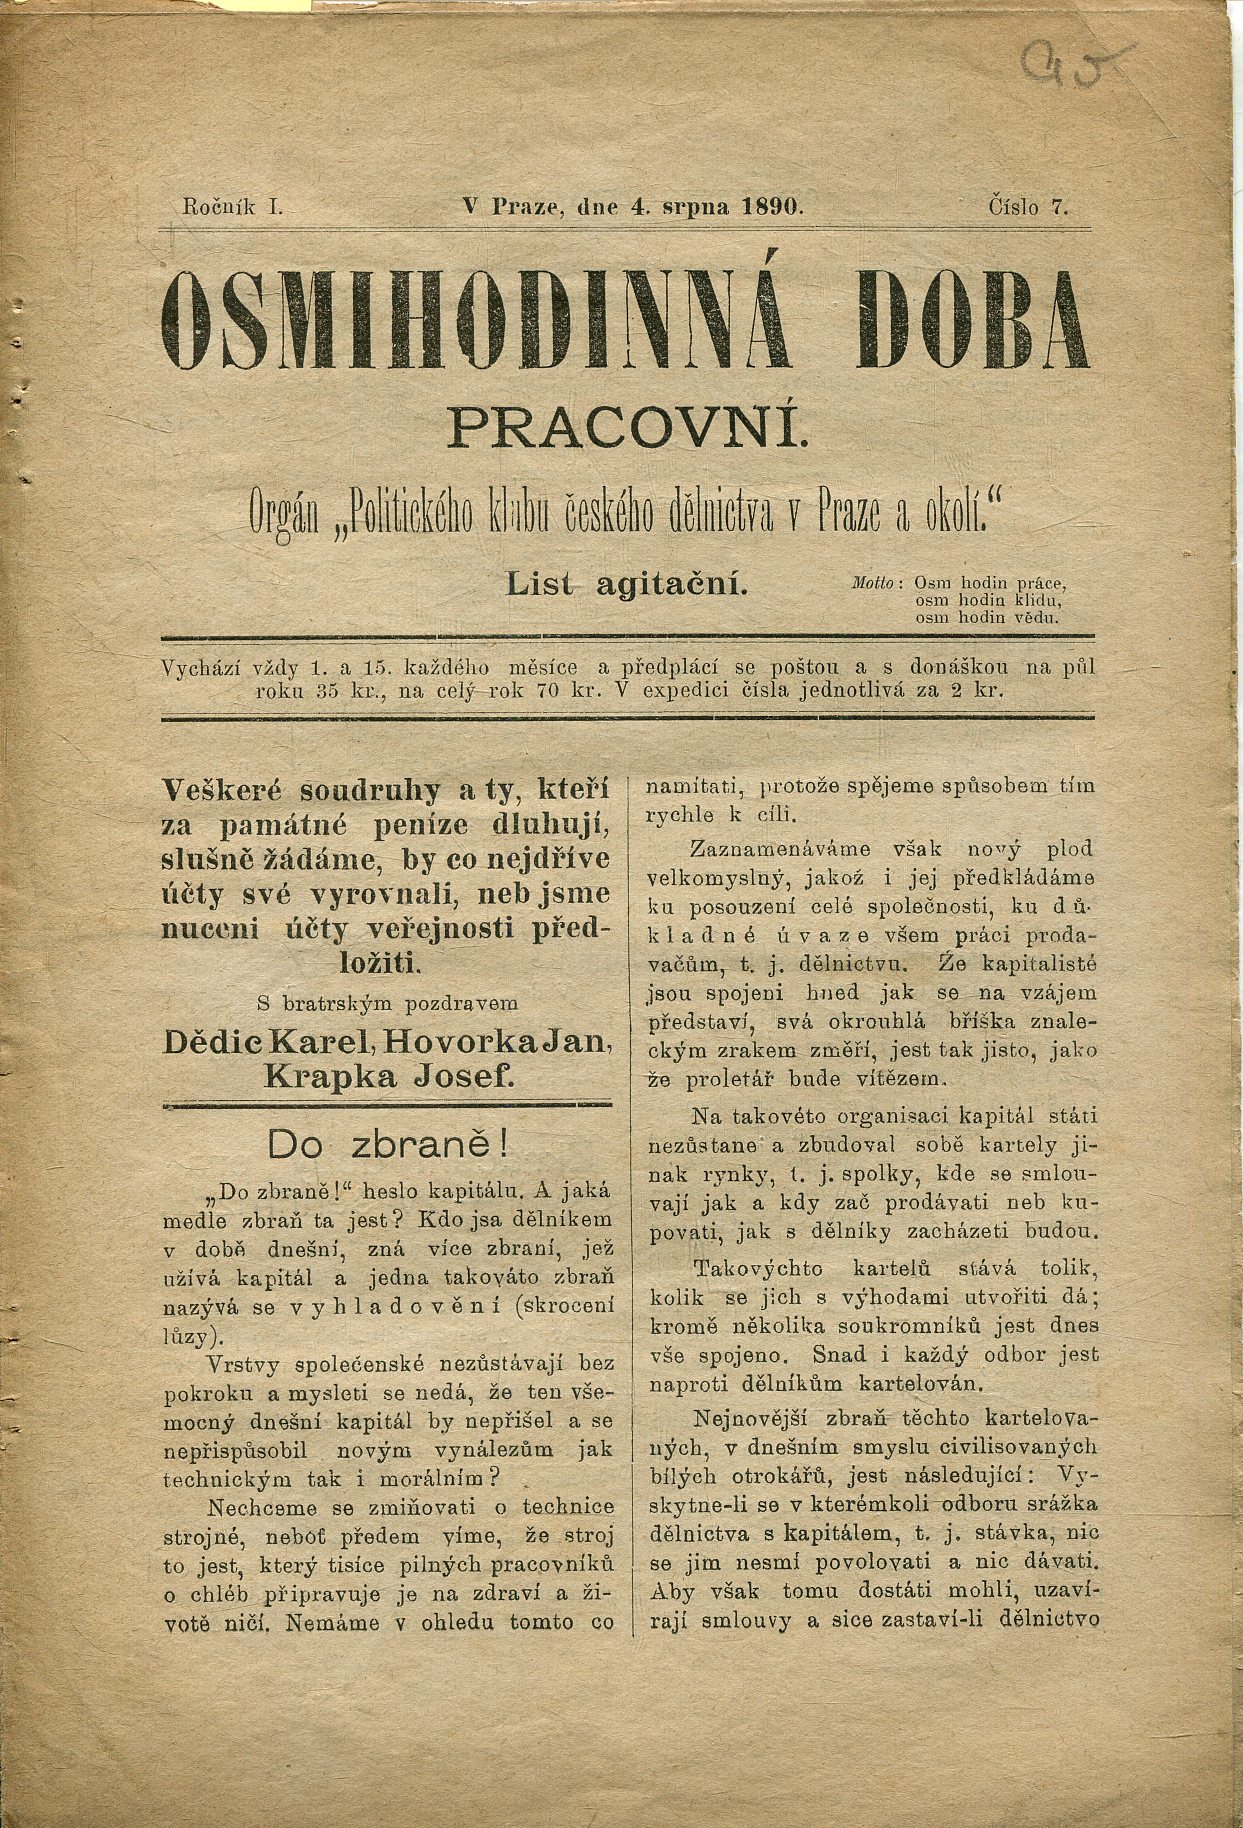 Ročník I.
V Praze, dne 4. srpna 1890.
Číslo 7.
OSMIHODINNÁ DOBA
PRACOVNÍ.
Orgán „Politického klubu českého dělnictva v Praze a okolí.“
List agitační.
Motto: Osm hodin práce,
osm hodin klidu,
osm hodin vědu.
Vychází vždy 1. a 15. každého měsíce a předplácí se poštou a s donáškou na půl
roku 35 kr., na celý rok 70 kr. V expedici čísla jednotlivá za 2 kr.
Veškeré soudruhy a ty, kteří
za památné peníze dluhují,
slušně žádáme, by co nejdříve
účty své vyrovnali, neb jsme
nuceni účty veřejnosti před-
ložiti.
S bratrským pozdravem
Dědic Karel, Hovorka Jan,
Krapka Josef.
Do zbraně!
„Do zbraně!“ heslo kapitálu. A jaká
medle zbraň ta jest? Kdo jsa dělníkem
v době dnešní, zná více zbraní, jež
užívá kapitál a jedna takováto zbraň
nazývá se vyhladovění (skrocení
lůzy).
Vrstvy společenské nezůstávají bez
pokroku a mysleti se nedá, že ten vše-
mocný dnešní kapitál by nepřišel a se
nepřispůsobil novým vynálezům jak
technickým tak i morálním?
Nechceme se zmiňovati o technice
strojné, neboť předem víme, že stroj
to jest, který tisíce pilných pracovníků
o chléb připravuje je na zdraví a ži-
votě ničí. Nemáme v ohledu tomto co
namítati, protože spějeme spůsobem tím
rychle k cíli.
Zaznamenáváme však nový plod
velkomyslný, jakož i jej předkládáme
ku posouzení celé společnosti, ku dů-
kladné úvaze všem práci proda-
vačům, t. j. dělnictvu. Že kapitalisté
jsou spojeni hned jak se na vzájem
představí, svá okrouhlá bříška znale-
ckým zrakem změří, jest tak jisto, jako
že proletář bude vítězem.
Na takovéto organisaci kapitál státi
nezůstane a zbudoval sobě kartely ji-
nak rynky, t. j. spolky, kde se smlou-
vají jak a kdy zač prodávati neb ku-
povati, jak s dělníky zacházeti budou.
Takovýchto kartelů stává tolik,
kolik se jich s výhodami utvořiti dá;
kromě několika soukromníků jest dnes
vše spojeno. Snad i každý odbor jest
naproti dělníkům kartelován.
Nejnovější zbraň těchto kartelova-
ných, v dnešním smyslu civilisovaných
bílých otrokářů, jest následující: Vy-
skytne-li se v kterémkoli odboru srážka
dělnictva s kapitálem, t. j. stávka, nic
se jim nesmí povolovati a nic dávati.
Aby však tomu dostáti mohli, uzaví-
rají smlouvy a sice zastaví-li dělnictvo